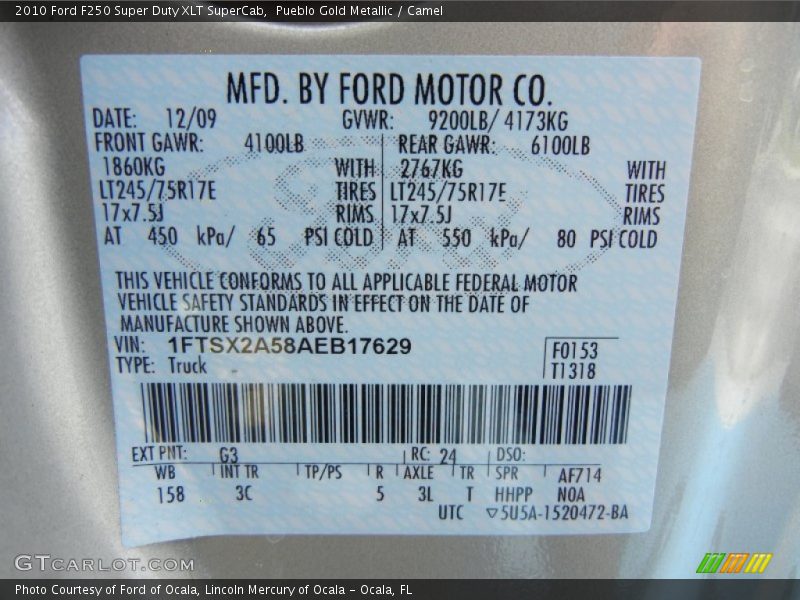 2010 Ford F250 Super Duty XLT SuperCab,  Pueblo Gold Metallic / Camel
MFD. BY FORD MOTOR CO.
DATE: 12/09 GVWR: 9200LB/ 4173KG
FRONT GAWR: 4100LB REAR GAWR: 6100LB
1860KG WITH 2767KG WITH
LT245/75R17E TIRES LT245/75R17E TIRES
17x7.5J RIMS 17x7.5J RIMS
AT 450 kPa/ 65 PSI COLD AT 550 kPa/ 80 PSI COLD
THIS VEHICLE CONFORMS TO ALL APPLICABLE FEDERAL MOTOR
VEHICLE SAFETY STANDARDS IN EFFECT ON THE DATE OF
MANUFACTURE SHOWN ABOVE.
VIN: 1FTSX2A58AEB17629 F0153
TYPE: Truck T1318
EXT PNT: G3 RC: 24 DSO:
WB INT TR TP/PS R AXLE TR SPR AF714
158 3C 5 3L T HHPP N0A
UTC ▽5U5A-1520472-BA
GTCARLOT.COM
Photo Courtesy of Ford of Ocala, Lincoln Mercury of Ocala – Ocala, FL